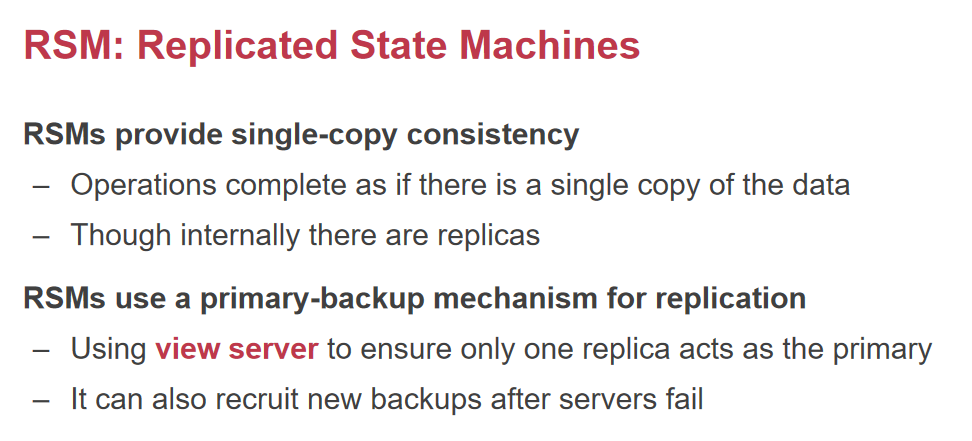 RSM: Replicated State Machines
RSMs provide single-copy consistency
– Operations complete as if there is a single copy of the data
– Though internally there are replicas
RSMs use a primary-backup mechanism for replication
– Using view server to ensure only one replica acts as the primary
– It can also recruit new backups after servers fail